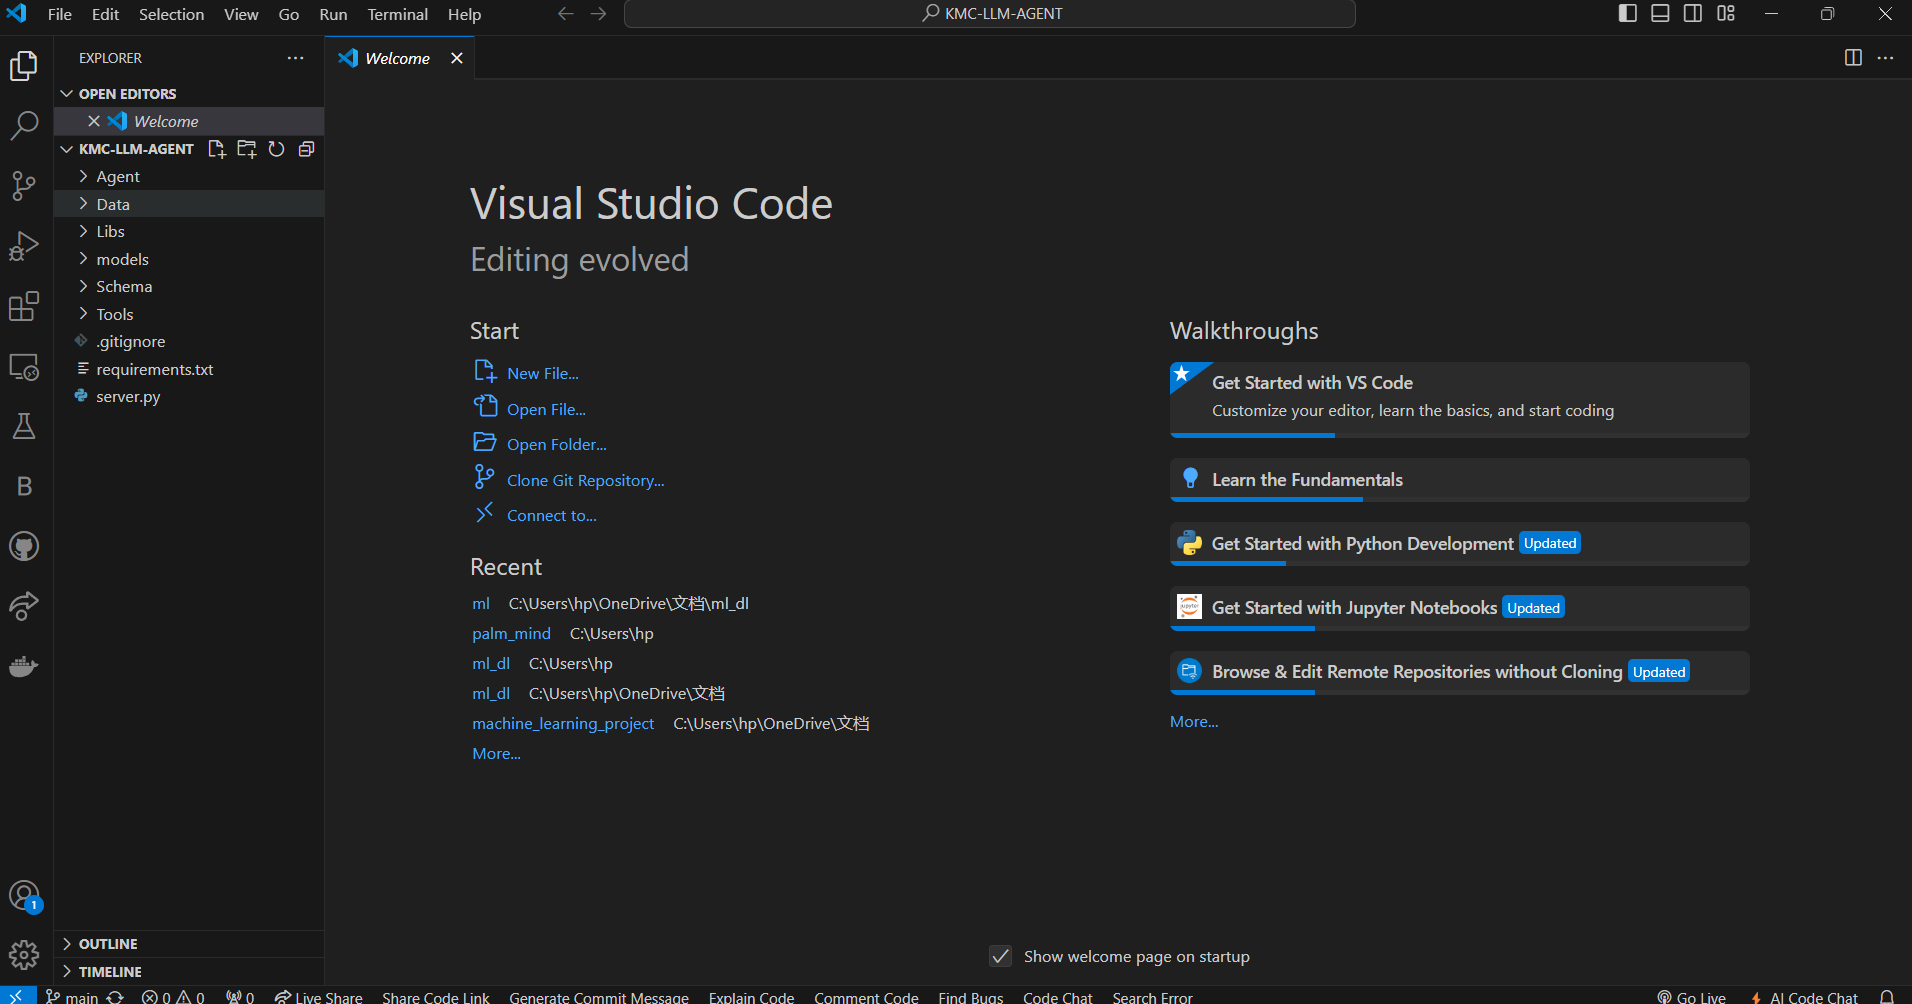 File Edit Selection View Go Run Terminal Help
KMC-LLM-AGENT
EXPLORER
Welcome
OPEN EDITORS
Welcome
KMC-LLM-AGENT
Agent
Data
Libs
models
Schema
Tools
.gitignore
requirements.txt
server.py
B
1
OUTLINE
TIMELINE
Visual Studio Code
Editing evolved
Start
New File...
Open File...
Open Folder...
Clone Git Repository...
Connect to...
Recent
ml C:\Users\hp\OneDrive\文档\ml_dl
palm_mind C:\Users\hp
ml_dl C:\Users\hp
ml_dl C:\Users\hp\OneDrive\文档
machine_learning_project C:\Users\hp\OneDrive\文档
More...
Walkthroughs
Get Started with VS Code
Customize your editor, learn the basics, and start coding
Learn the Fundamentals
Get Started with Python Development Updated
jupyter
Get Started with Jupyter Notebooks Updated
Browse & Edit Remote Repositories without Cloning Updated
More...
Show welcome page on startup
main 0 0 0 Live Share Share Code Link Generate Commit Message Explain Code Comment Code Find Bugs Code Chat Search Error Go Live AI Code Chat